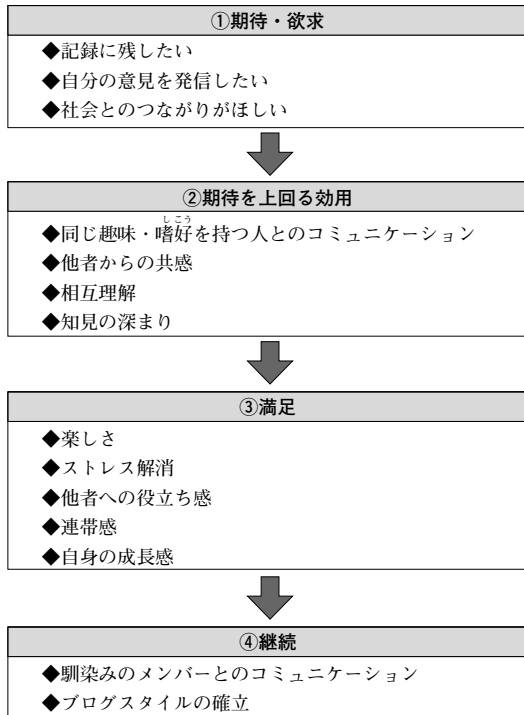 ①期待・欲求
◆記録に残したい
◆自分の意見を発信したい
◆社会とのつながりがほしい
②期待を上回る効用
しこう
◆同じ趣味・嗜好を持つ人とのコミュニケーション
◆他者からの共感
◆相互理解
◆知見の深まり
③満足
◆楽しさ
◆ストレス解消
◆他者への役立ち感
◆連帯感
◆自身の成長感
④継続
◆馴染みのメンバーとのコミュニケーション
◆ブログスタイルの確立